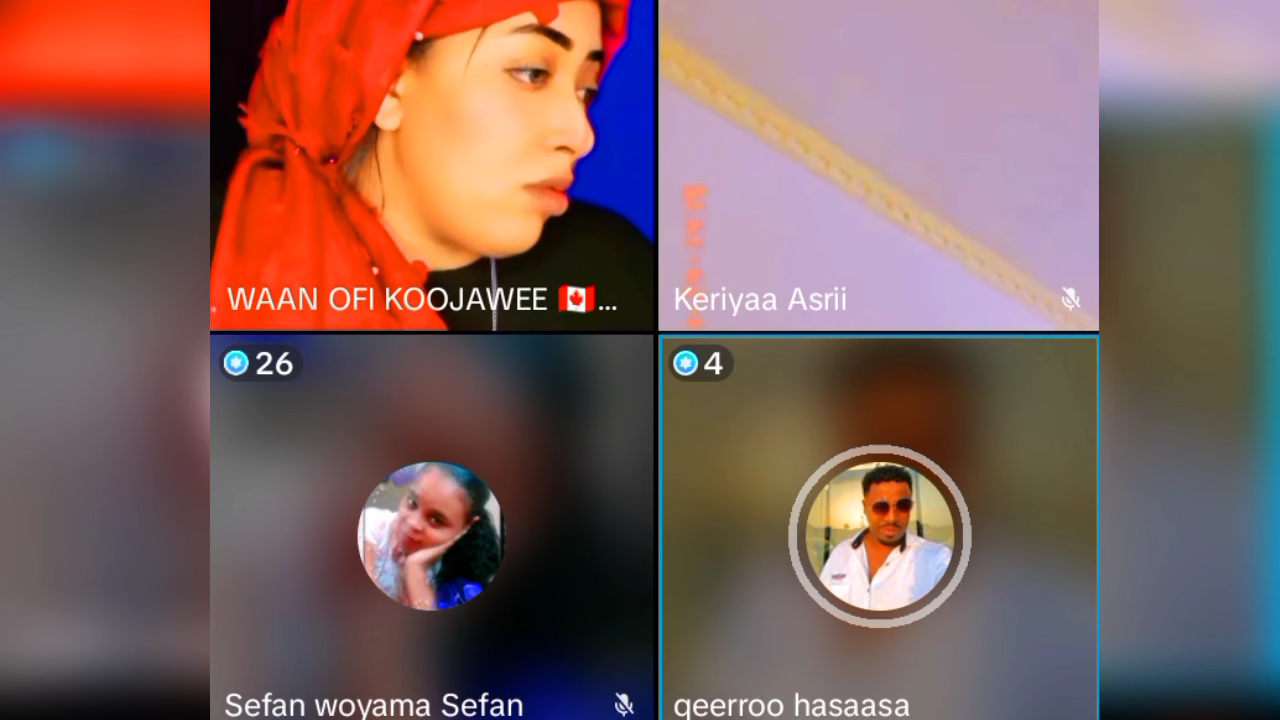 WAAN OFI KOOJAWEE 🇨🇦...
Keriyaa Asrii
26
4
Sefan woyama Sefan
qeerroo hasaasa